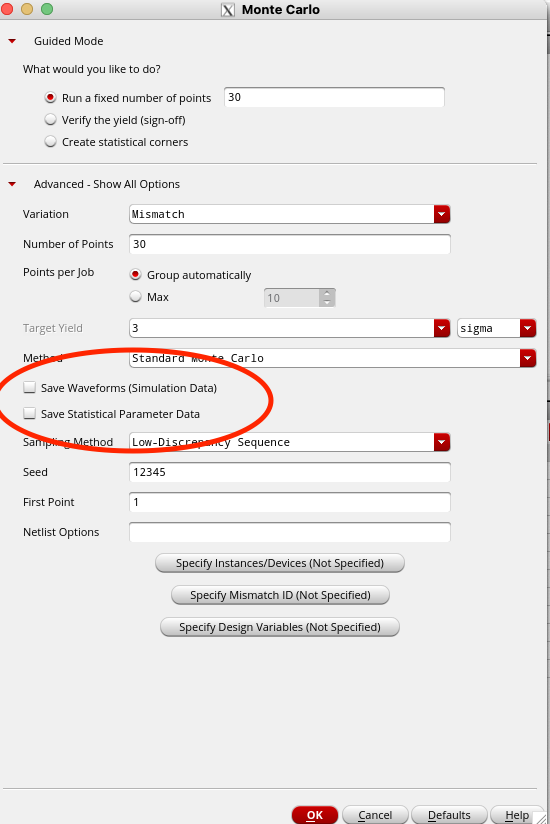 Monte Carlo
Guided Mode
What would you like to do?
Run a fixed number of points 30
Verify the yield (sign-off)
Create statistical corners
Advanced - Show All Options
Variation Mismatch
Number of Points 30
Points per Job Group automatically
Max 10
Target Yield 3 sigma
Method Standard Monte Carlo
Save Waveforms (Simulation Data)
Save Statistical Parameter Data
Sampling Method Low-Discrepancy Sequence
Seed 12345
First Point 1
Netlist Options
Specify Instances/Devices (Not Specified)
Specify Mismatch ID (Not Specified)
Specify Design Variables (Not Specified)
OK Cancel Defaults Help